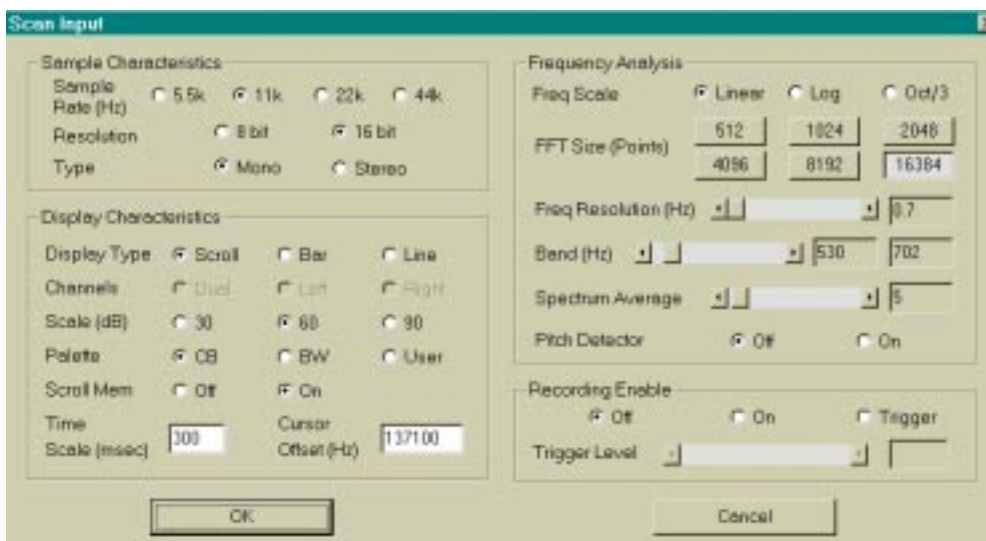 Scan Input
Sample Characteristics
Sample Rate (Hz) 5.5k 11k 22k 44k
Resolution 8 bit 16 bit
Type Mono Stereo
Display Characteristics
Display Type Scroll Bar Line
Channels Dual Left Right
Scale (dB) 30 60 90
Palette CB BW User
Scroll Mem Off On
Time Scale (msec) 300 Cursor Offset (Hz) 137100
Frequency Analysis
Freq Scale Linear Log Oct/3
FFT Size (Points) 512 1024 2048
4096 8192 16384
Freq Resolution (Hz) 0.7
Band (Hz) 530 702
Spectrum Average 5
Pitch Detector Off On
Recording Enable
Off On Trigger
Trigger Level
OK Cancel